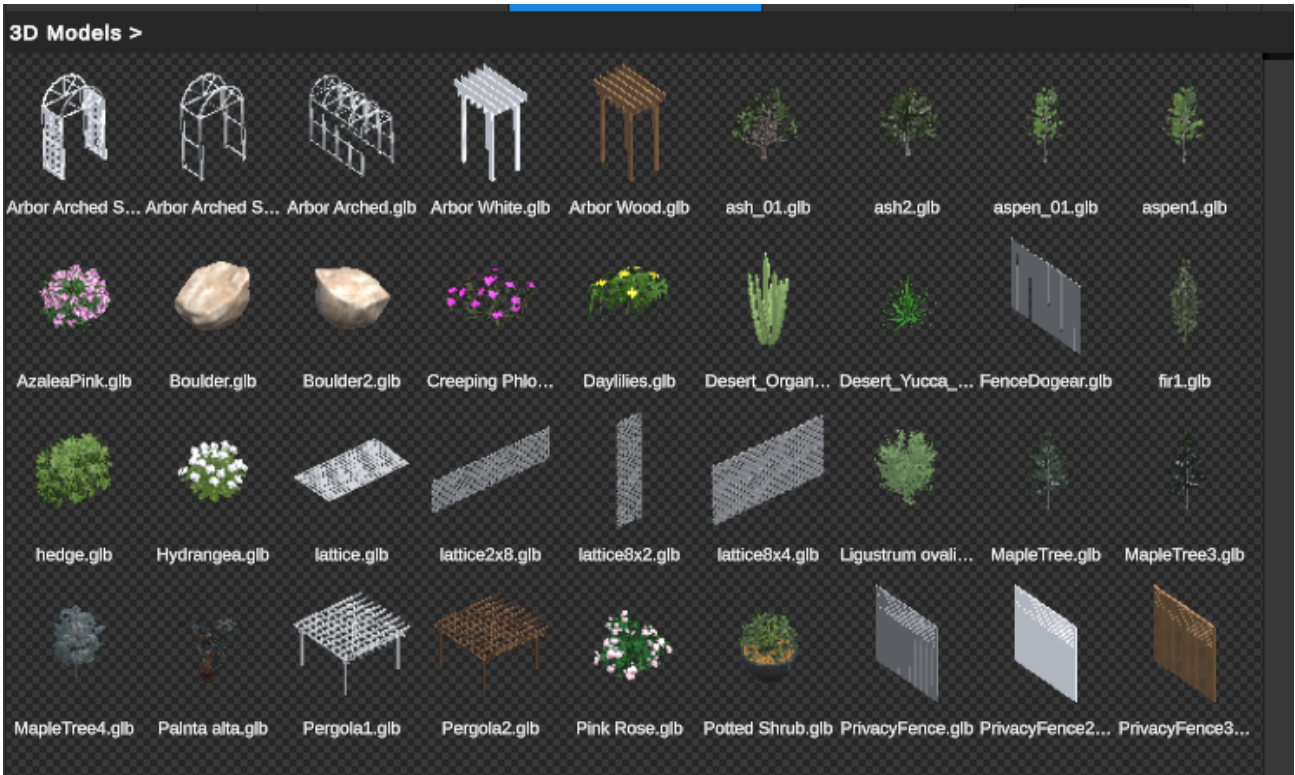 3D Models >
Arbor Arched S... Arbor Arched S... Arbor Arched.glb Arbor White.glb Arbor Wood.glb ash_01.glb ash2.glb aspen_01.glb aspen1.glb
AzaleaPink.glb Boulder.glb Boulder2.glb Creeping Phlo... Daylilies.glb Desert_Organ... Desert_Yucca_... FenceDogear.glb fir1.glb
hedge.glb Hydrangea.glb lattice.glb lattice2x8.glb lattice8x2.glb lattice8x4.glb Ligustrum ovali... MapleTree.glb MapleTree3.glb
MapleTree4.glb Palnta alta.glb Pergola1.glb Pergola2.glb Pink Rose.glb Potted Shrub.glb PrivacyFence.glb PrivacyFence2... PrivacyFence3...